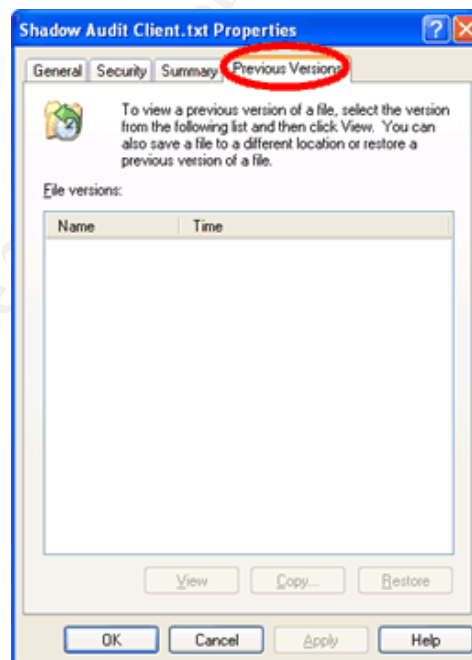 Shadow Audit Client.txt Properties
General Security Summary Previous Versions
To view a previous version of a file, select the version
from the following list and then click View. You can
also save a file to a different location or restore a
previous version of a file.
File versions:
Name Time
View Copy... Restore
OK Cancel Apply Help